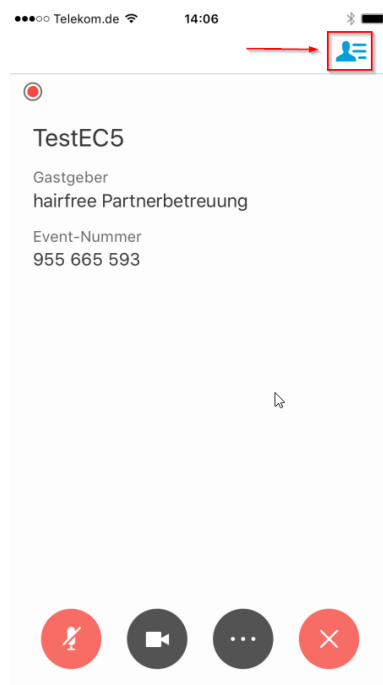 Telekom.de 14:06
TestEC5
Gastgeber
hairfree Partnerbetreuung
Event-Nummer
955 665 593